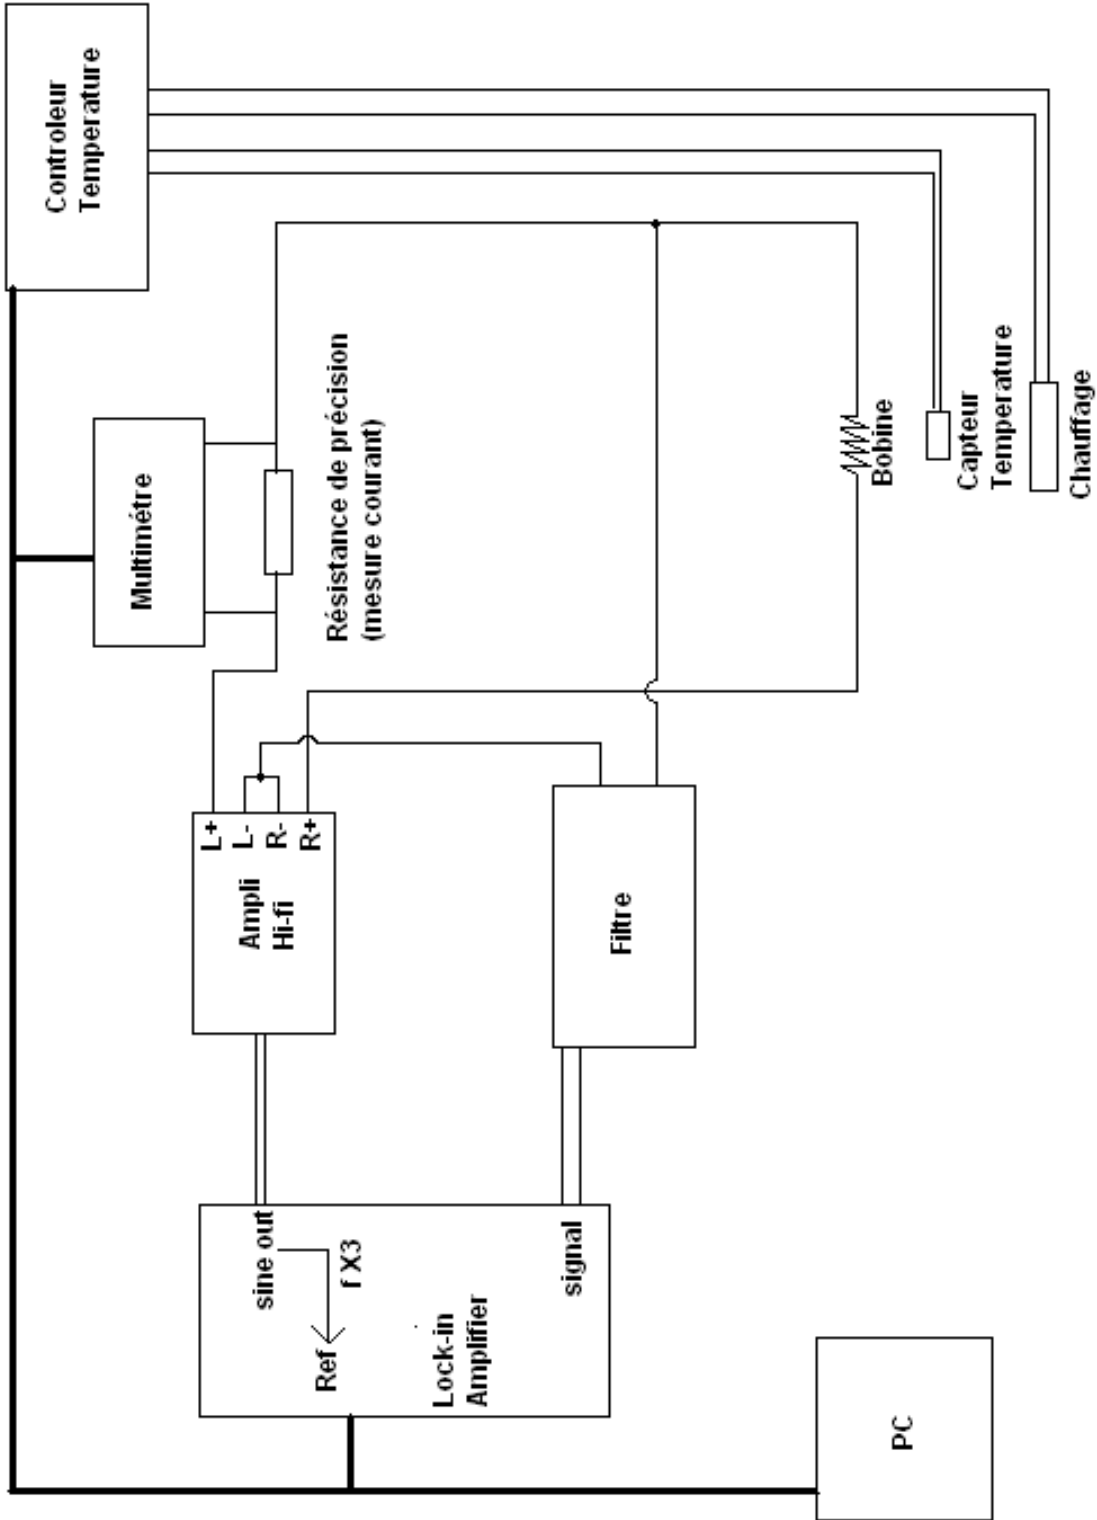 Controleur
Temperature
Multimétre
Résistance de précision
(mesure courant)
L+
L-
R-
R+
Ampli
Hi-fi
Bobine
Capteur
Temperature
Chauffage
Filtre
sine out
f X3
Ref
signal
Lock-in
Amplifier
PC